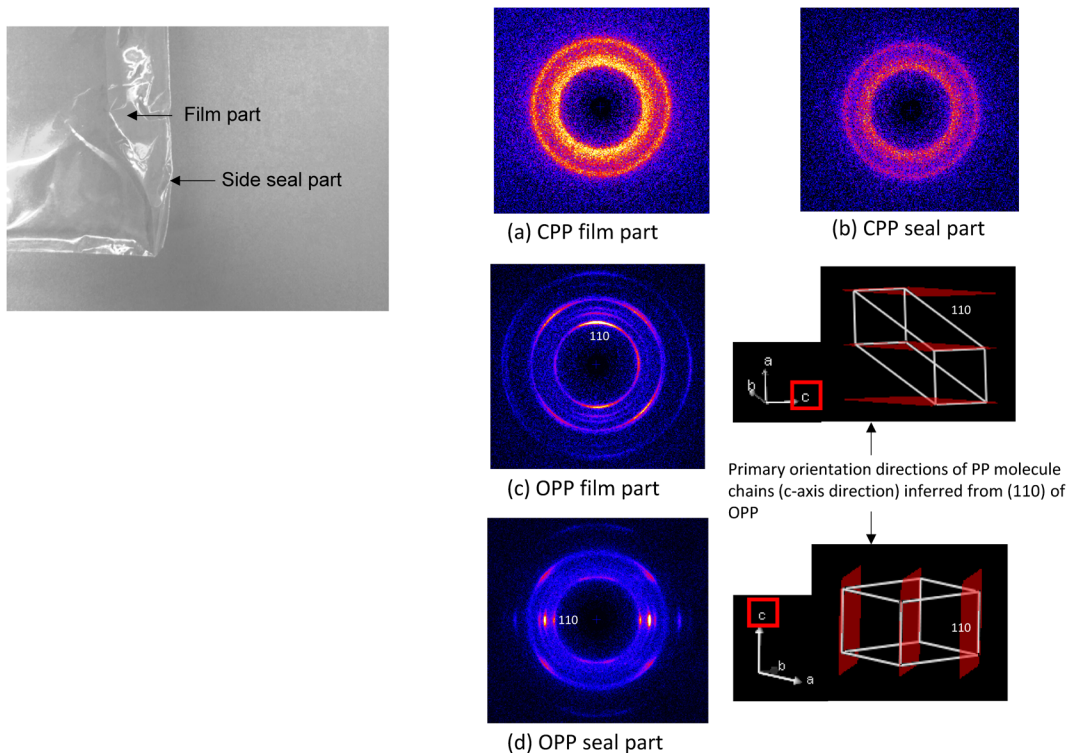 Film part
Side seal part
(a) CPP film part
(b) CPP seal part
110
(c) OPP film part
110
a
b
c
Primary orientation directions of PP molecule
chains (c-axis direction) inferred from (110) of
OPP
110
(d) OPP seal part
110
c
b
a